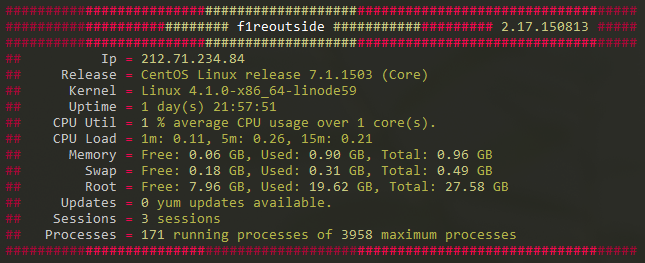 ############################################################################
################### ######## f1reoutside ########### ######### 2.17.150813 #####
############################################################################
## Ip = 212.71.234.84
## Release = CentOS Linux release 7.1.1503 (Core)
## Kernel = Linux 4.1.0-x86_64-linode59
## Uptime = 1 day(s) 21:57:51
## CPU Util = 1 % average CPU usage over 1 core(s).
## CPU Load = 1m: 0.11, 5m: 0.26, 15m: 0.21
## Memory = Free: 0.06 GB, Used: 0.90 GB, Total: 0.96 GB
## Swap = Free: 0.18 GB, Used: 0.31 GB, Total: 0.49 GB
## Root = Free: 7.96 GB, Used: 19.62 GB, Total: 27.58 GB
## Updates = 0 yum updates available.
## Sessions = 3 sessions
## Processes = 171 running processes of 3958 maximum processes
############################################################################